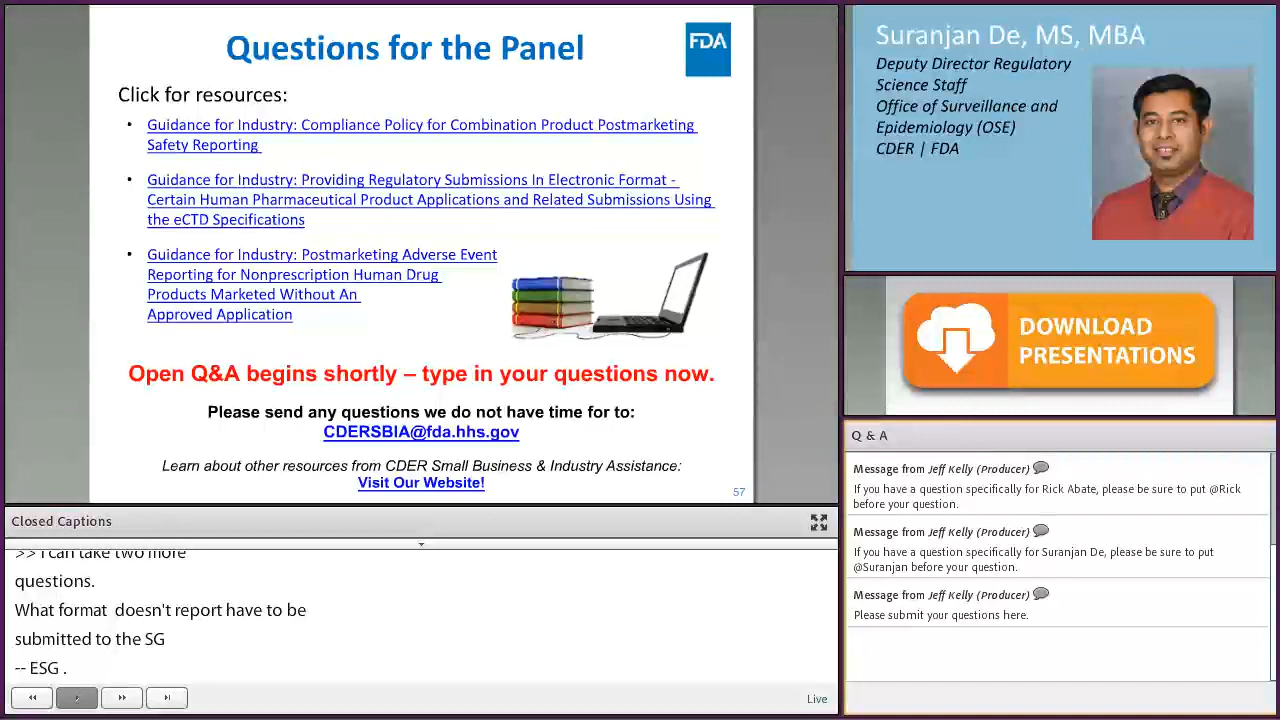 Questions for the Panel
FDA
Click for resources:
• Guidance for Industry: Compliance Policy for Combination Product Postmarketing
Safety Reporting
• Guidance for Industry: Providing Regulatory Submissions In Electronic Format -
Certain Human Pharmaceutical Product Applications and Related Submissions Using
the eCTD Specifications
• Guidance for Industry: Postmarketing Adverse Event
Reporting for Nonprescription Human Drug
Products Marketed Without An
Approved Application
Open Q&A begins shortly – type in your questions now.
Please send any questions we do not have time for to:
CDERSBIA@fda.hhs.gov
Learn about other resources from CDER Small Business & Industry Assistance:
Visit Our Website!
57
Closed Captions
>> I can take two more
questions.
What format  doesn't report have to be
submitted to the SG
-- ESG .
Live
Suranjan De, MS, MBA
Deputy Director Regulatory
Science Staff
Office of Surveillance and
Epidemiology (OSE)
CDER | FDA
DOWNLOAD
PRESENTATIONS
Q & A
Message from Jeff Kelly (Producer)
If you have a question specifically for Rick Abate, please be sure to put @Rick
before your question.
Message from Jeff Kelly (Producer)
If you have a question specifically for Suranjan De, please be sure to put
@Suranjan before your question.
Message from Jeff Kelly (Producer)
Please submit your questions here.